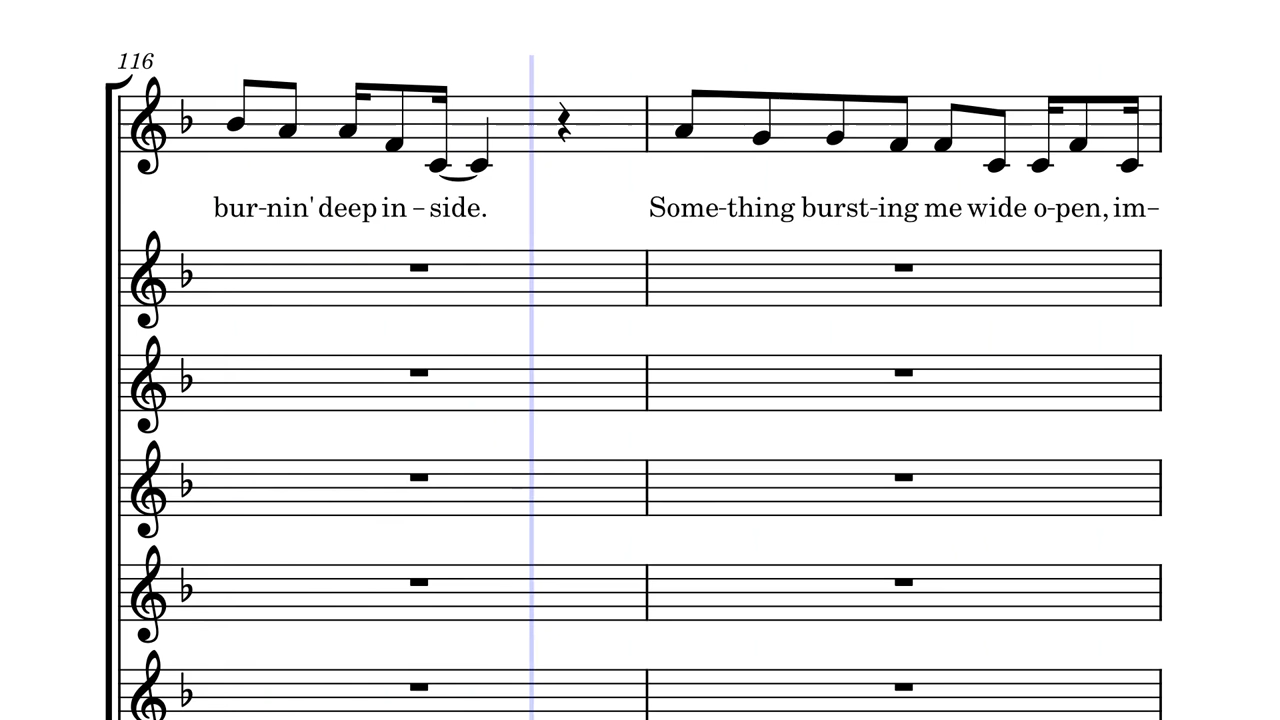 116
bur-nin' deep in – side. Some-thing burst-ing me wide o-pen, im–